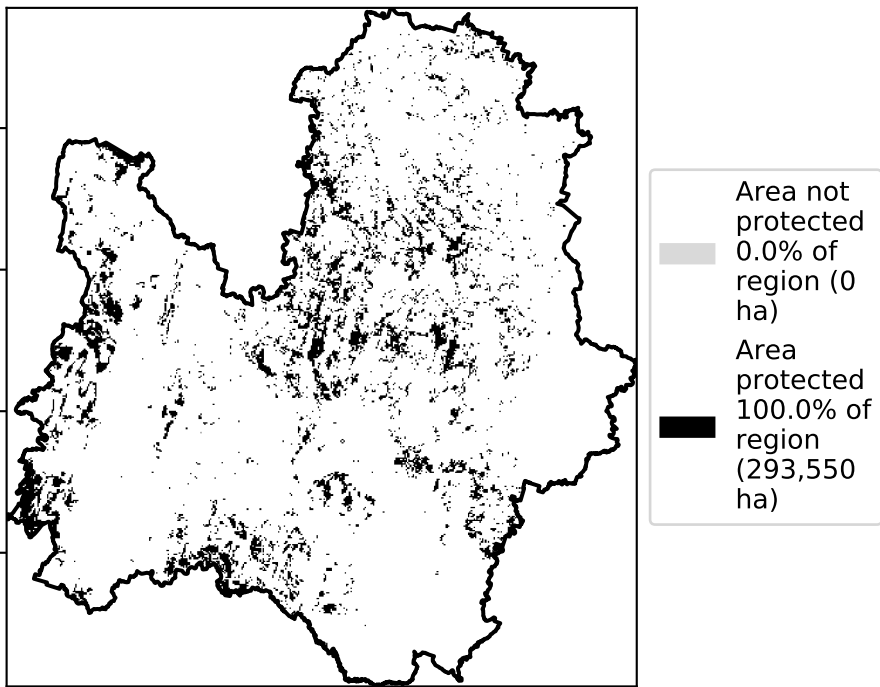 Area not
protected
0.0% of
region (0
ha)
Area
protected
100.0% of
region
(293,550
ha)